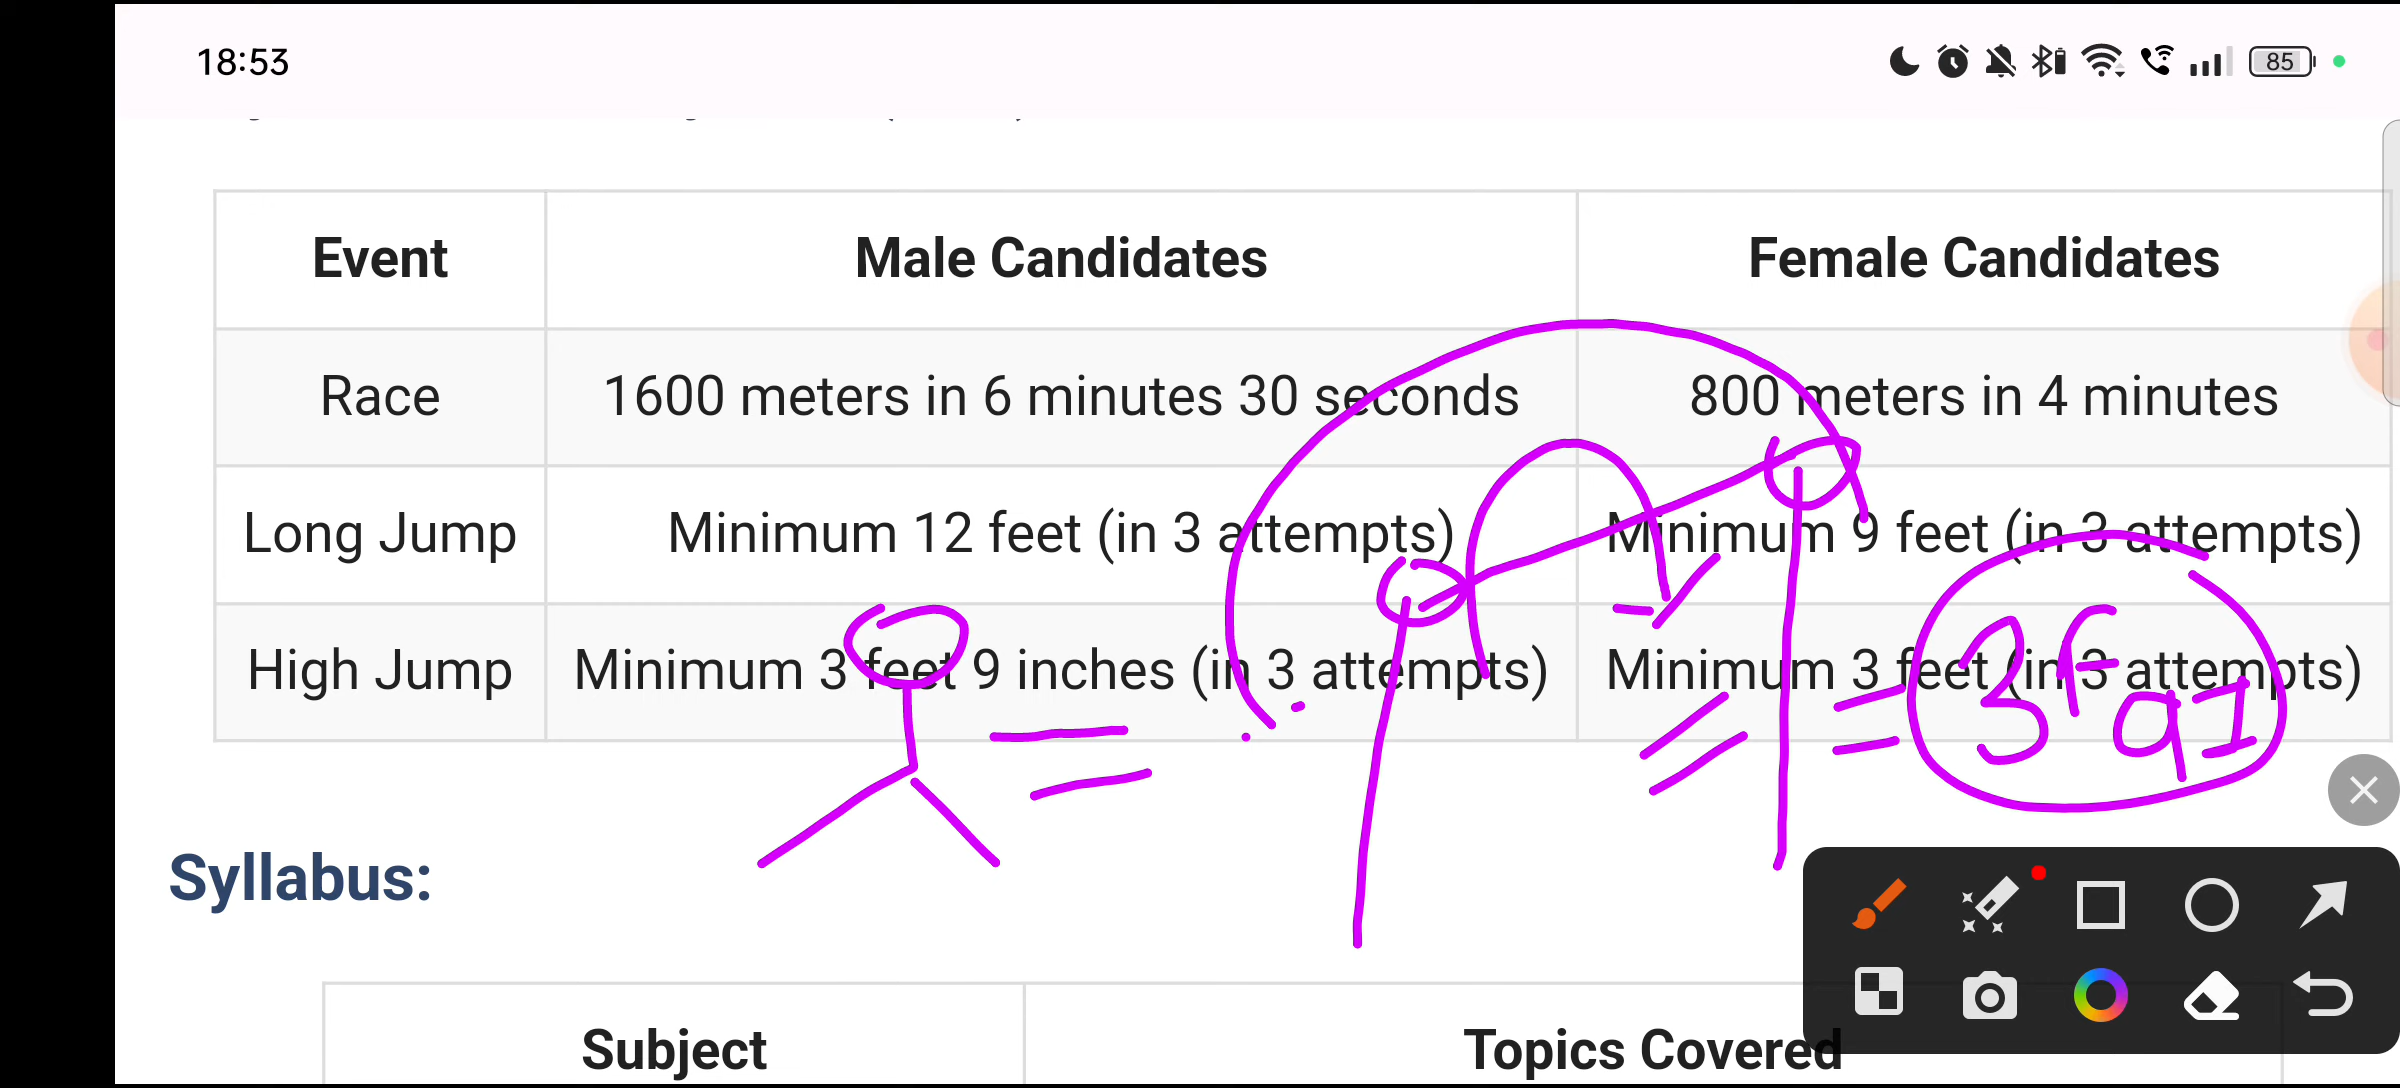 18:53
85
Event Male Candidates Female Candidates
Race 1600 meters in 6 minutes 30 seconds 800 meters in 4 minutes
Long Jump Minimum 12 feet (in 3 attempts) Minimum 9 feet (in 3 attempts)
High Jump Minimum 3 feet 9 inches (in 3 attempts) Minimum 3 feet (in 3 attempts)
3f
9I
Syllabus:
Subject Topics Covered